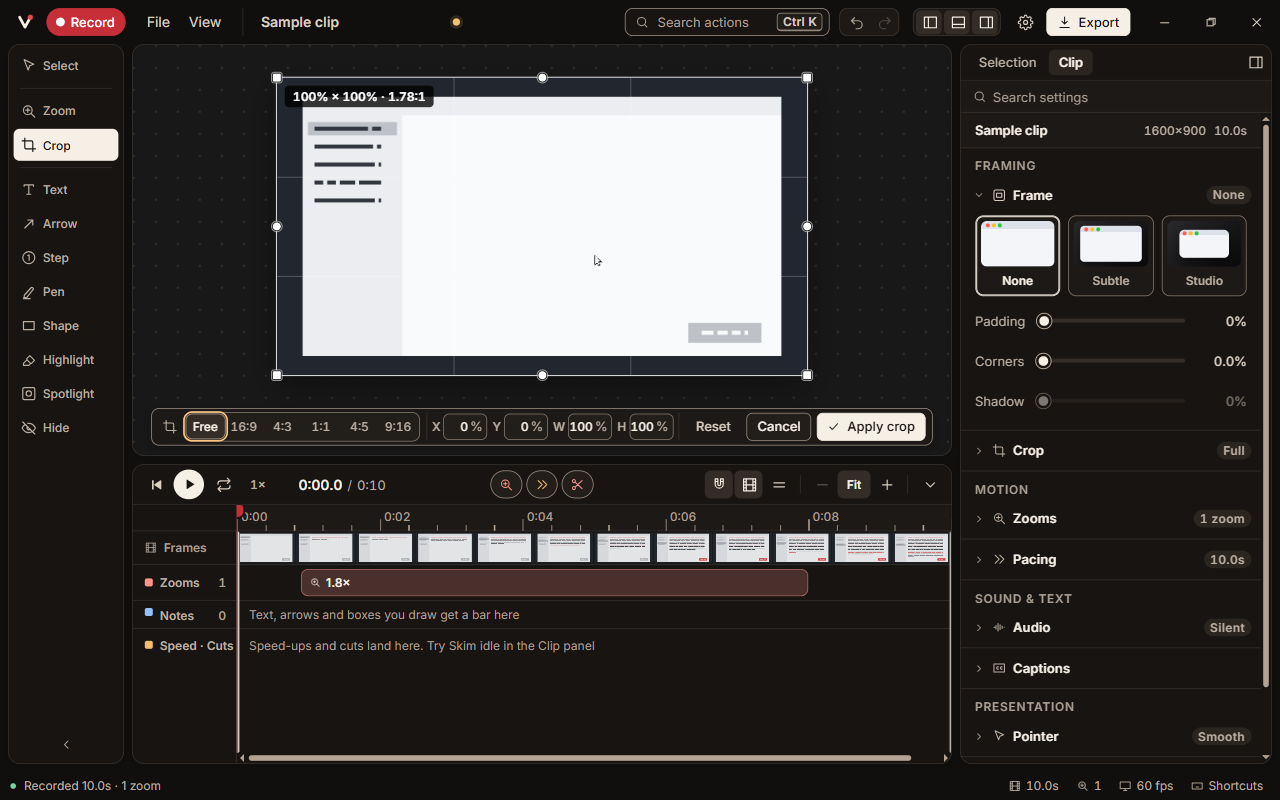 Record File View Sample clip Search actions Ctrl K Export
Select
Zoom
Crop
Text
Arrow
Step
Pen
Shape
Highlight
Spotlight
Hide
100% × 100% · 1.78:1
Free 16:9 4:3 1:1 4:5 9:16 X 0 % Y 0 % W 100 % H 100 % Reset Cancel Apply crop
1× 0:00.0 / 0:10 Fit
0:00 0:02 0:04 0:06 0:08
Frames
Zooms 1 1.8×
Notes 0 Text, arrows and boxes you draw get a bar here
Speed · Cuts Speed-ups and cuts land here. Try Skim idle in the Clip panel
Selection Clip
Search settings
Sample clip 1600×900 10.0s
FRAMING
Frame None
None Subtle Studio
Padding 0%
Corners 0.0%
Shadow 0%
Crop Full
MOTION
Zooms 1 zoom
Pacing 10.0s
SOUND & TEXT
Audio Silent
Captions
PRESENTATION
Pointer Smooth
Recorded 10.0s · 1 zoom 10.0s 1 60 fps Shortcuts